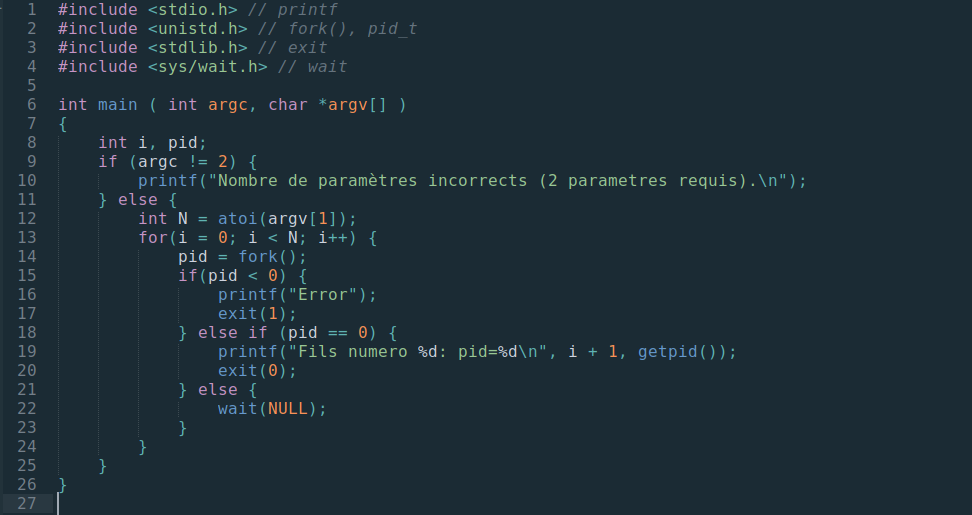 1 #include <stdio.h> // printf
2 #include <unistd.h> // fork(), pid_t
3 #include <stdlib.h> // exit
4 #include <sys/wait.h> // wait
5
6 int main ( int argc, char *argv[] )
7 {
8     int i, pid;
9     if (argc != 2) {
10         printf("Nombre de paramètres incorrects (2 parametres requis).\n");
11     } else {
12         int N = atoi(argv[1]);
13         for(i = 0; i < N; i++) {
14             pid = fork();
15             if(pid < 0) {
16                 printf("Error");
17                 exit(1);
18             } else if (pid == 0) {
19                 printf("Fils numero %d: pid=%d\n", i + 1, getpid());
20                 exit(0);
21             } else {
22                 wait(NULL);
23             }
24         }
25     }
26 }
27